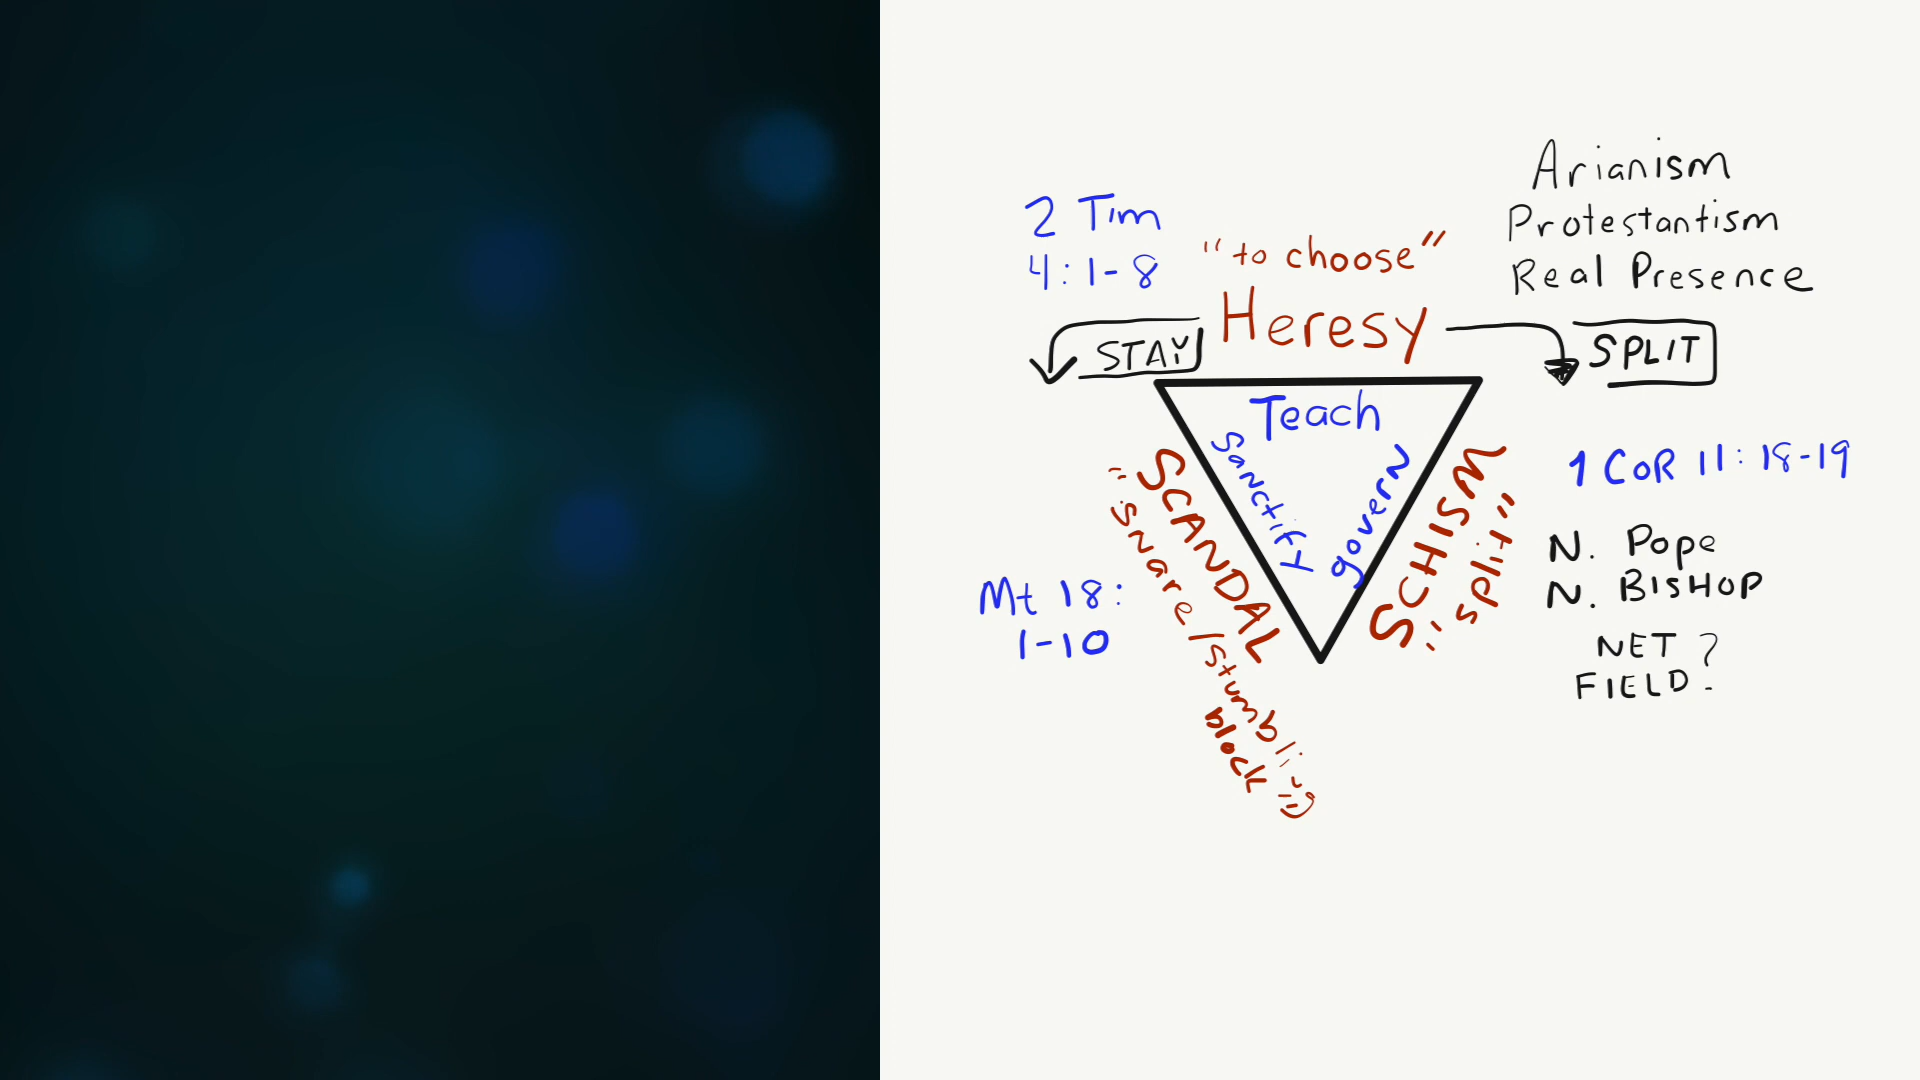 Arianism
Protestantism
Real Presence
2 Tim
4:1-8
"to choose"
Heresy
STAY
SPLIT
Teach
Sanctify
govern
SCANDAL
"snare/stumbling
block"
SCHISM
"split"
1 COR 11:18-19
Mt 18:
1-10
N. Pope
N. BISHOP
NET ?
FIELD